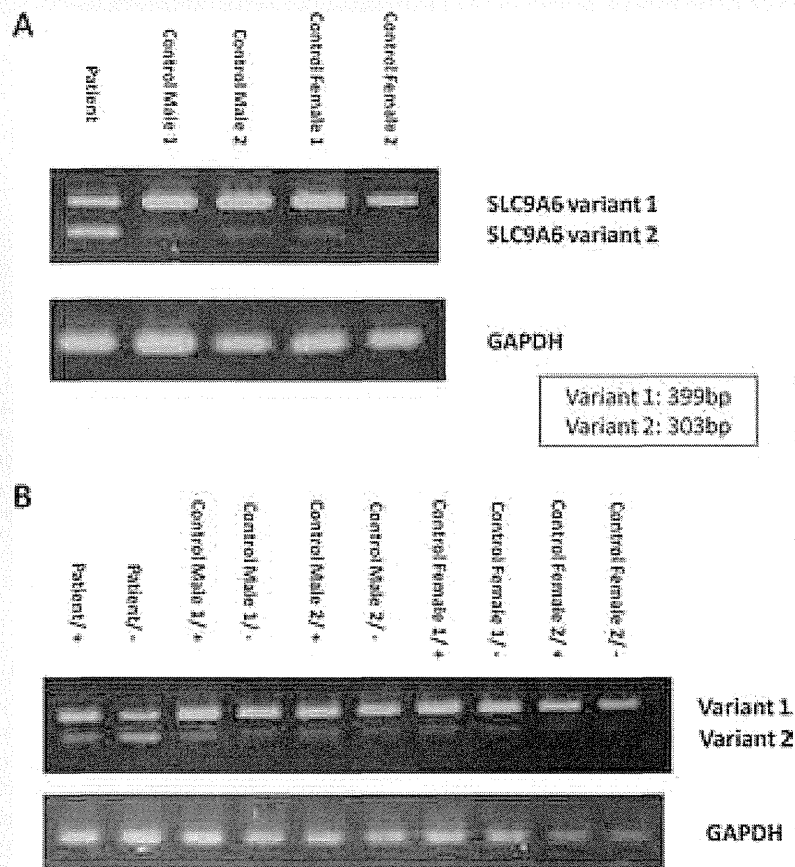 A
Patient
Control Male 1
Control Male 2
Control Female 1
Control Female 2
SLC9A6 variant 1
SLC9A6 variant 2
GAPDH
Variant 1: 399bp
Variant 2: 303bp
B
Patient/ +
Patient/ -
Control Male 1/ +
Control Male 1/ -
Control Male 2/ +
Control Male 2/ -
Control Female 1/ +
Control Female 1/ -
Control Female 2/ +
Control Female 2/ -
Variant 1
Variant 2
GAPDH